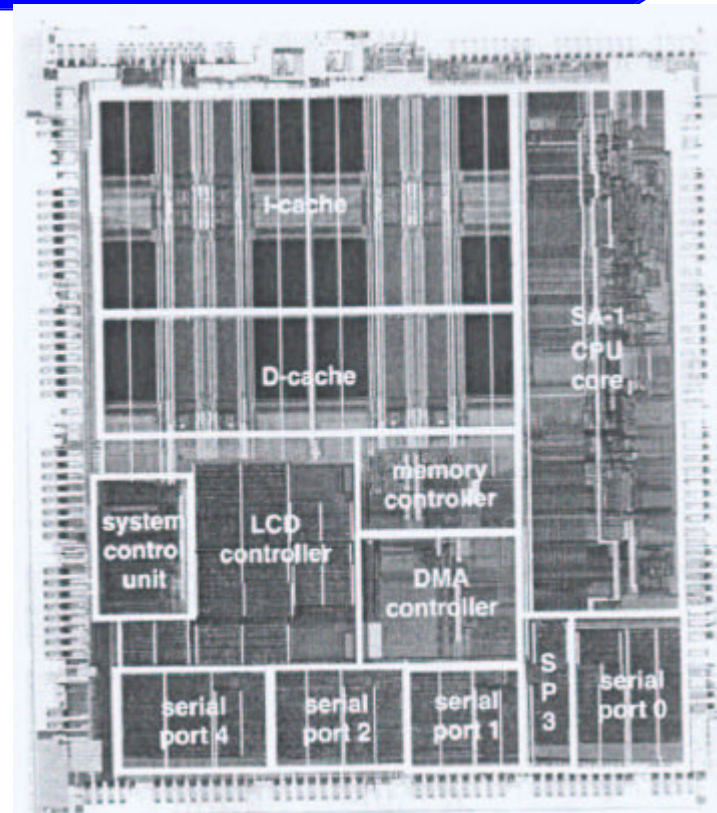 I-cache
SA-1
CPU
core
D-cache
memory
controller
system
control
unit
LCD
controller
DMA
controller
serial
port 4
serial
port 2
serial
port 1
S
P
3
serial
port 0